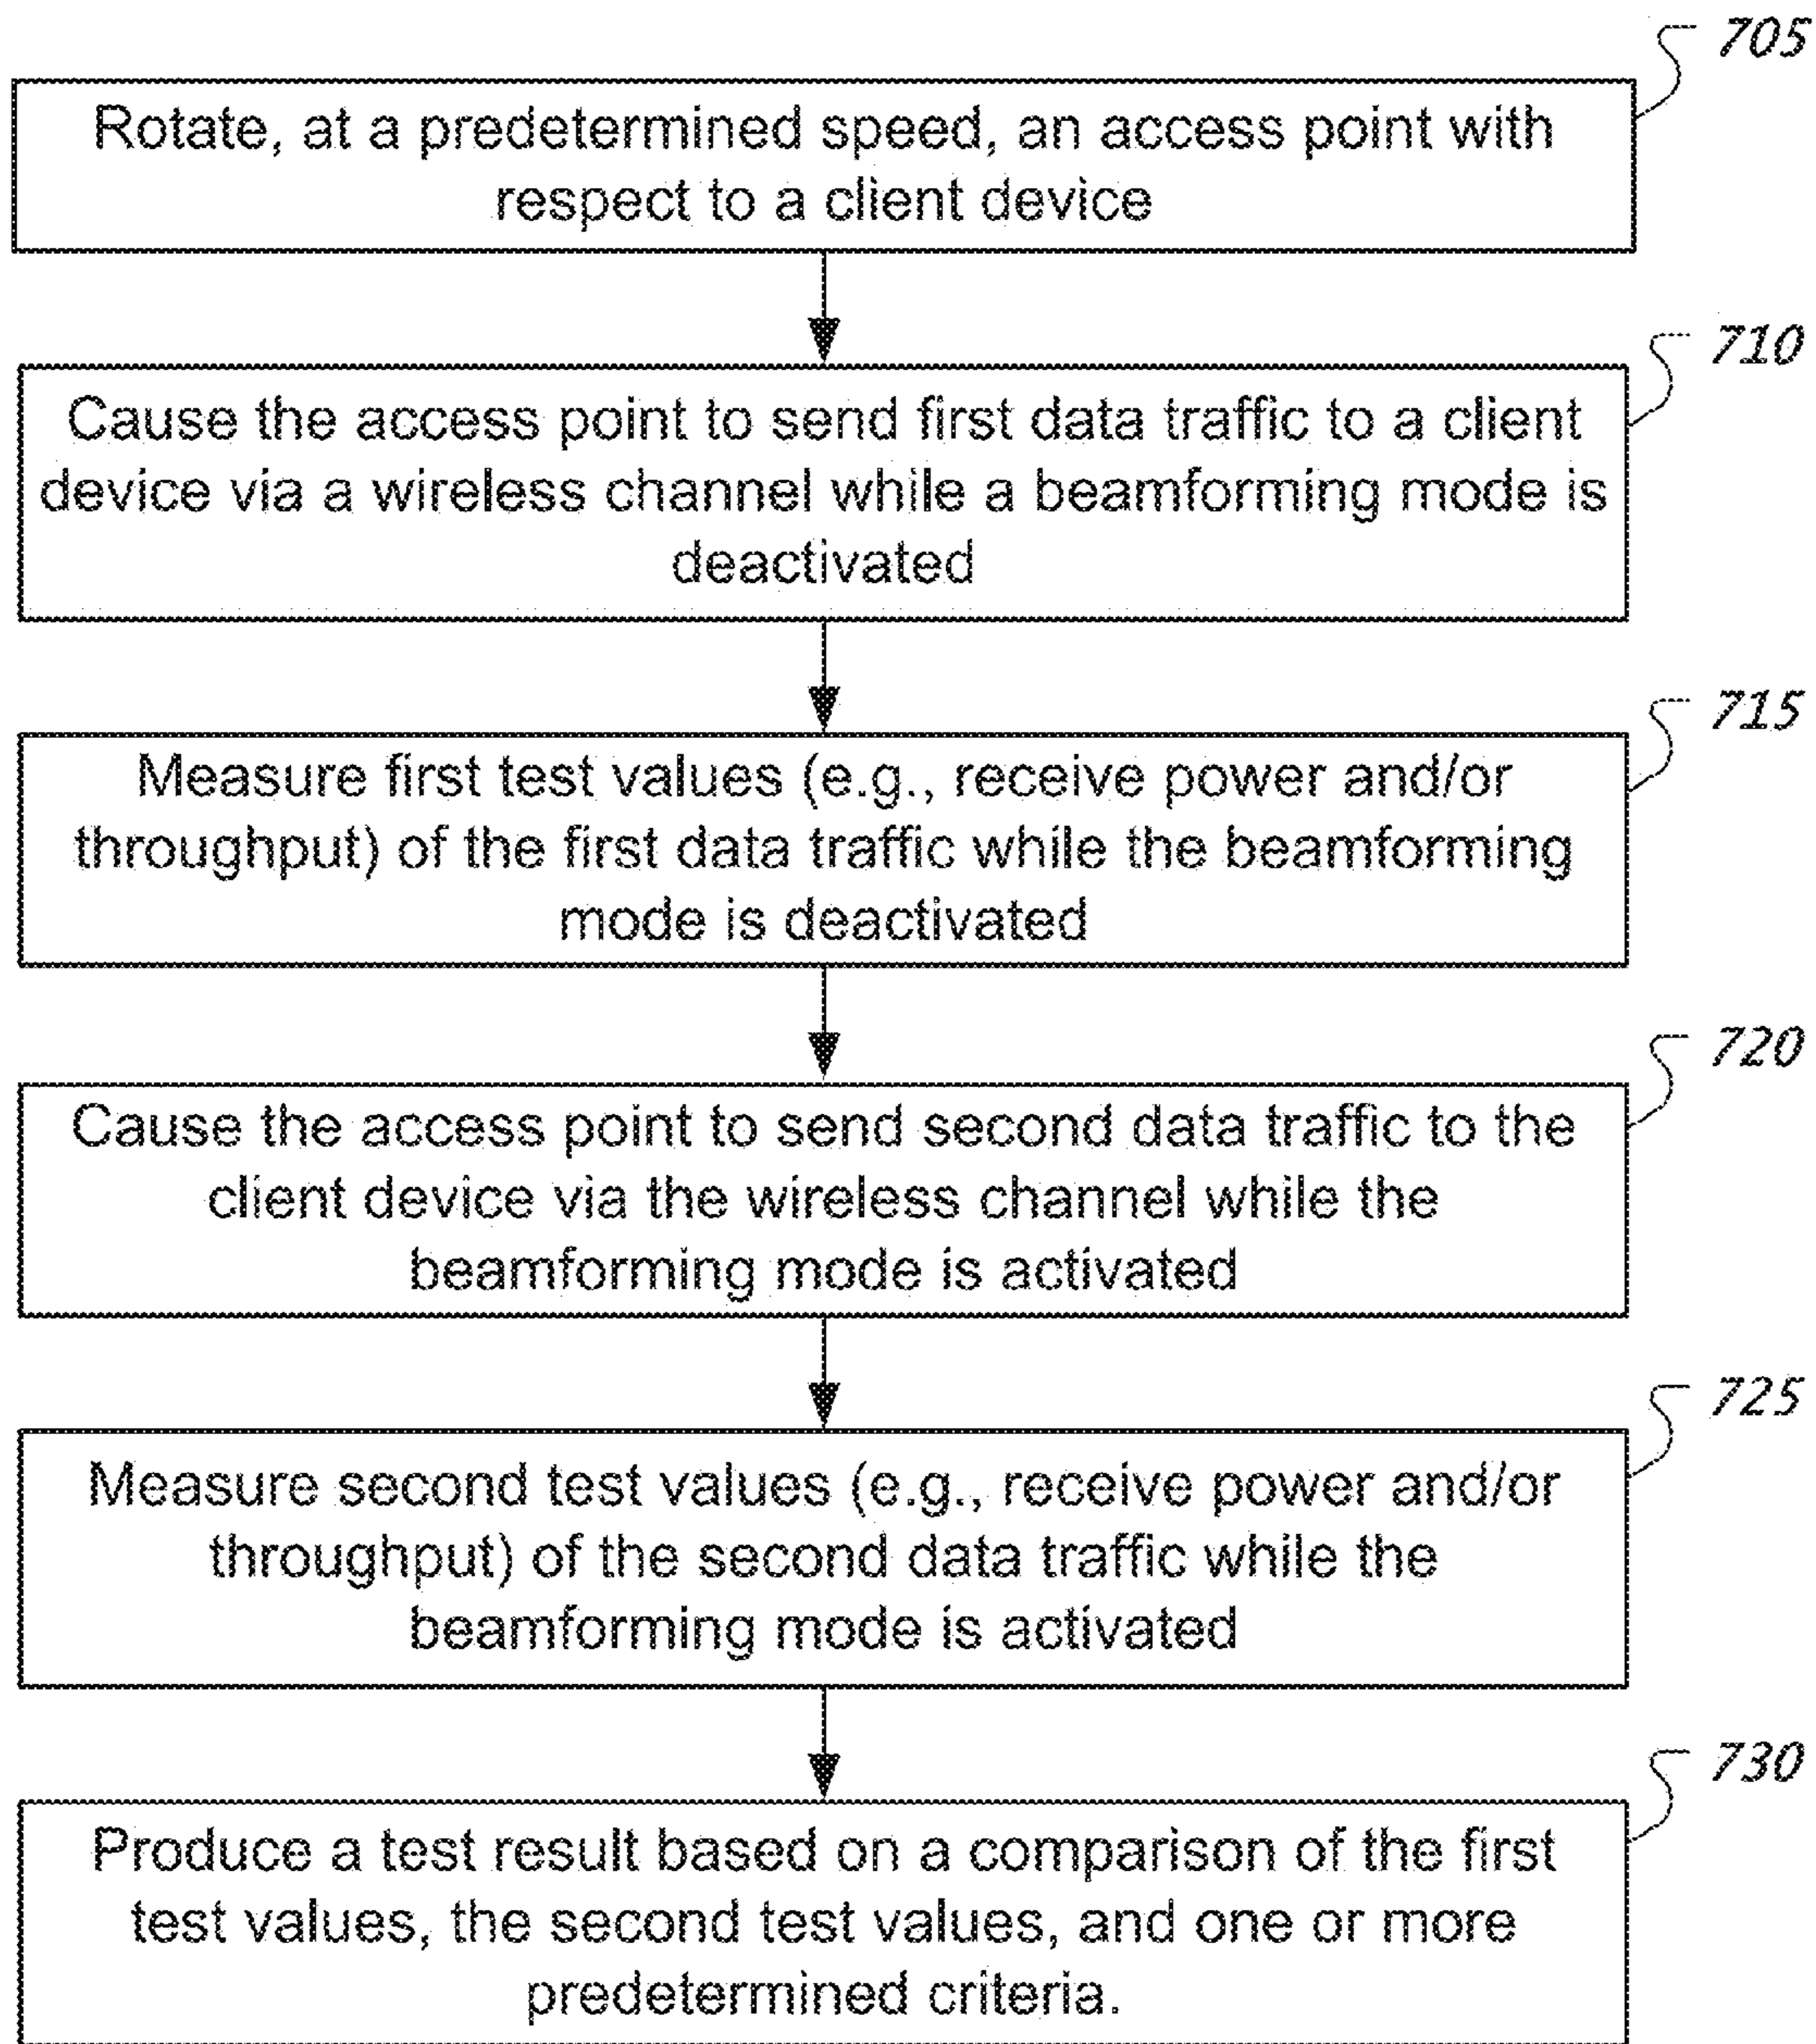 705
Rotate, at a predetermined speed, an access point with
respect to a client device
710
Cause the access point to send first data traffic to a client
device via a wireless channel while a beamforming mode is
deactivated
715
Measure first test values (e.g., receive power and/or
throughput) of the first data traffic while the beamforming
mode is deactivated
720
Cause the access point to send second data traffic to the
client device via the wireless channel while the
beamforming mode is activated
725
Measure second test values (e.g., receive power and/or
throughput) of the second data traffic while the
beamforming mode is activated
730
Produce a test result based on a comparison of the first
test values, the second test values, and one or more
predetermined criteria.